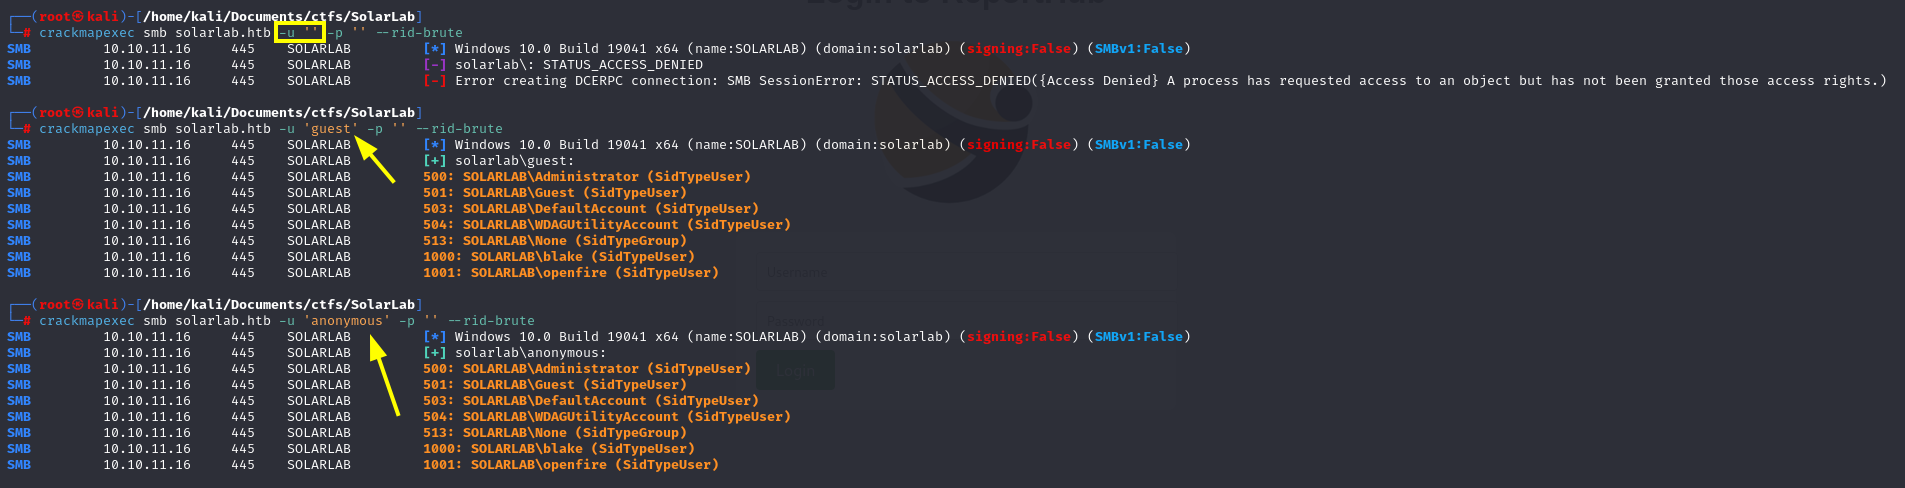 Login to ReportHub
┌──(root㉿kali)-[/home/kali/Documents/ctfs/SolarLab]
└─# crackmapexec smb solarlab.htb -u '' -p '' --rid-brute
SMB 10.10.11.16 445 SOLARLAB [*] Windows 10.0 Build 19041 x64 (name:SOLARLAB) (domain:solarlab) (signing:False) (SMBv1:False)
SMB 10.10.11.16 445 SOLARLAB [-] solarlab\: STATUS_ACCESS_DENIED
SMB 10.10.11.16 445 SOLARLAB [-] Error creating DCERPC connection: SMB SessionError: STATUS_ACCESS_DENIED({Access Denied} A process has requested access to an object but has not been granted those access rights.)
┌──(root㉿kali)-[/home/kali/Documents/ctfs/SolarLab]
└─# crackmapexec smb solarlab.htb -u 'guest' -p '' --rid-brute
SMB 10.10.11.16 445 SOLARLAB [*] Windows 10.0 Build 19041 x64 (name:SOLARLAB) (domain:solarlab) (signing:False) (SMBv1:False)
SMB 10.10.11.16 445 SOLARLAB [+] solarlab\guest:
SMB 10.10.11.16 445 SOLARLAB 500: SOLARLAB\Administrator (SidTypeUser)
SMB 10.10.11.16 445 SOLARLAB 501: SOLARLAB\Guest (SidTypeUser)
SMB 10.10.11.16 445 SOLARLAB 503: SOLARLAB\DefaultAccount (SidTypeUser)
SMB 10.10.11.16 445 SOLARLAB 504: SOLARLAB\WDAGUtilityAccount (SidTypeUser)
SMB 10.10.11.16 445 SOLARLAB 513: SOLARLAB\None (SidTypeGroup)
SMB 10.10.11.16 445 SOLARLAB 1000: SOLARLAB\blake (SidTypeUser)
SMB 10.10.11.16 445 SOLARLAB 1001: SOLARLAB\openfire (SidTypeUser)
Username
┌──(root㉿kali)-[/home/kali/Documents/ctfs/SolarLab]
└─# crackmapexec smb solarlab.htb -u 'anonymous' -p '' --rid-brute
Password
SMB 10.10.11.16 445 SOLARLAB [*] Windows 10.0 Build 19041 x64 (name:SOLARLAB) (domain:solarlab) (signing:False) (SMBv1:False)
SMB 10.10.11.16 445 SOLARLAB [+] solarlab\anonymous:
SMB 10.10.11.16 445 SOLARLAB 500: SOLARLAB\Administrator (SidTypeUser)
Login
SMB 10.10.11.16 445 SOLARLAB 501: SOLARLAB\Guest (SidTypeUser)
SMB 10.10.11.16 445 SOLARLAB 503: SOLARLAB\DefaultAccount (SidTypeUser)
SMB 10.10.11.16 445 SOLARLAB 504: SOLARLAB\WDAGUtilityAccount (SidTypeUser)
SMB 10.10.11.16 445 SOLARLAB 513: SOLARLAB\None (SidTypeGroup)
SMB 10.10.11.16 445 SOLARLAB 1000: SOLARLAB\blake (SidTypeUser)
SMB 10.10.11.16 445 SOLARLAB 1001: SOLARLAB\openfire (SidTypeUser)